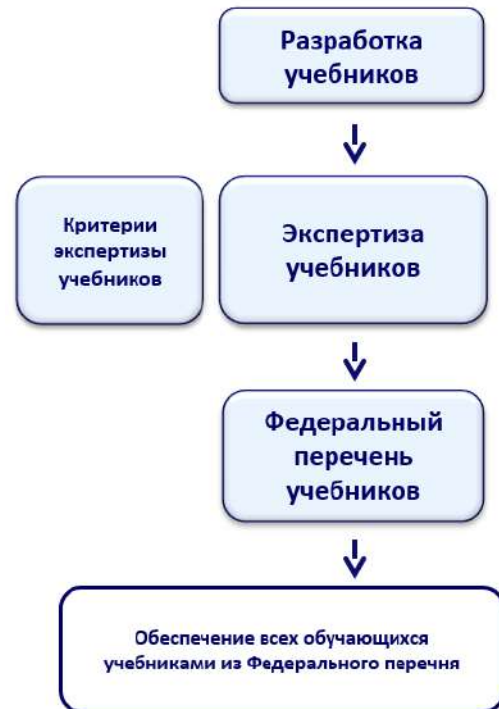 Разработка
учебников
Критерии
экспертизы
учебников
Экспертиза
учебников
Федеральный
перечень
учебников
Обеспечение всех обучающихся
учебниками из Федерального перечня